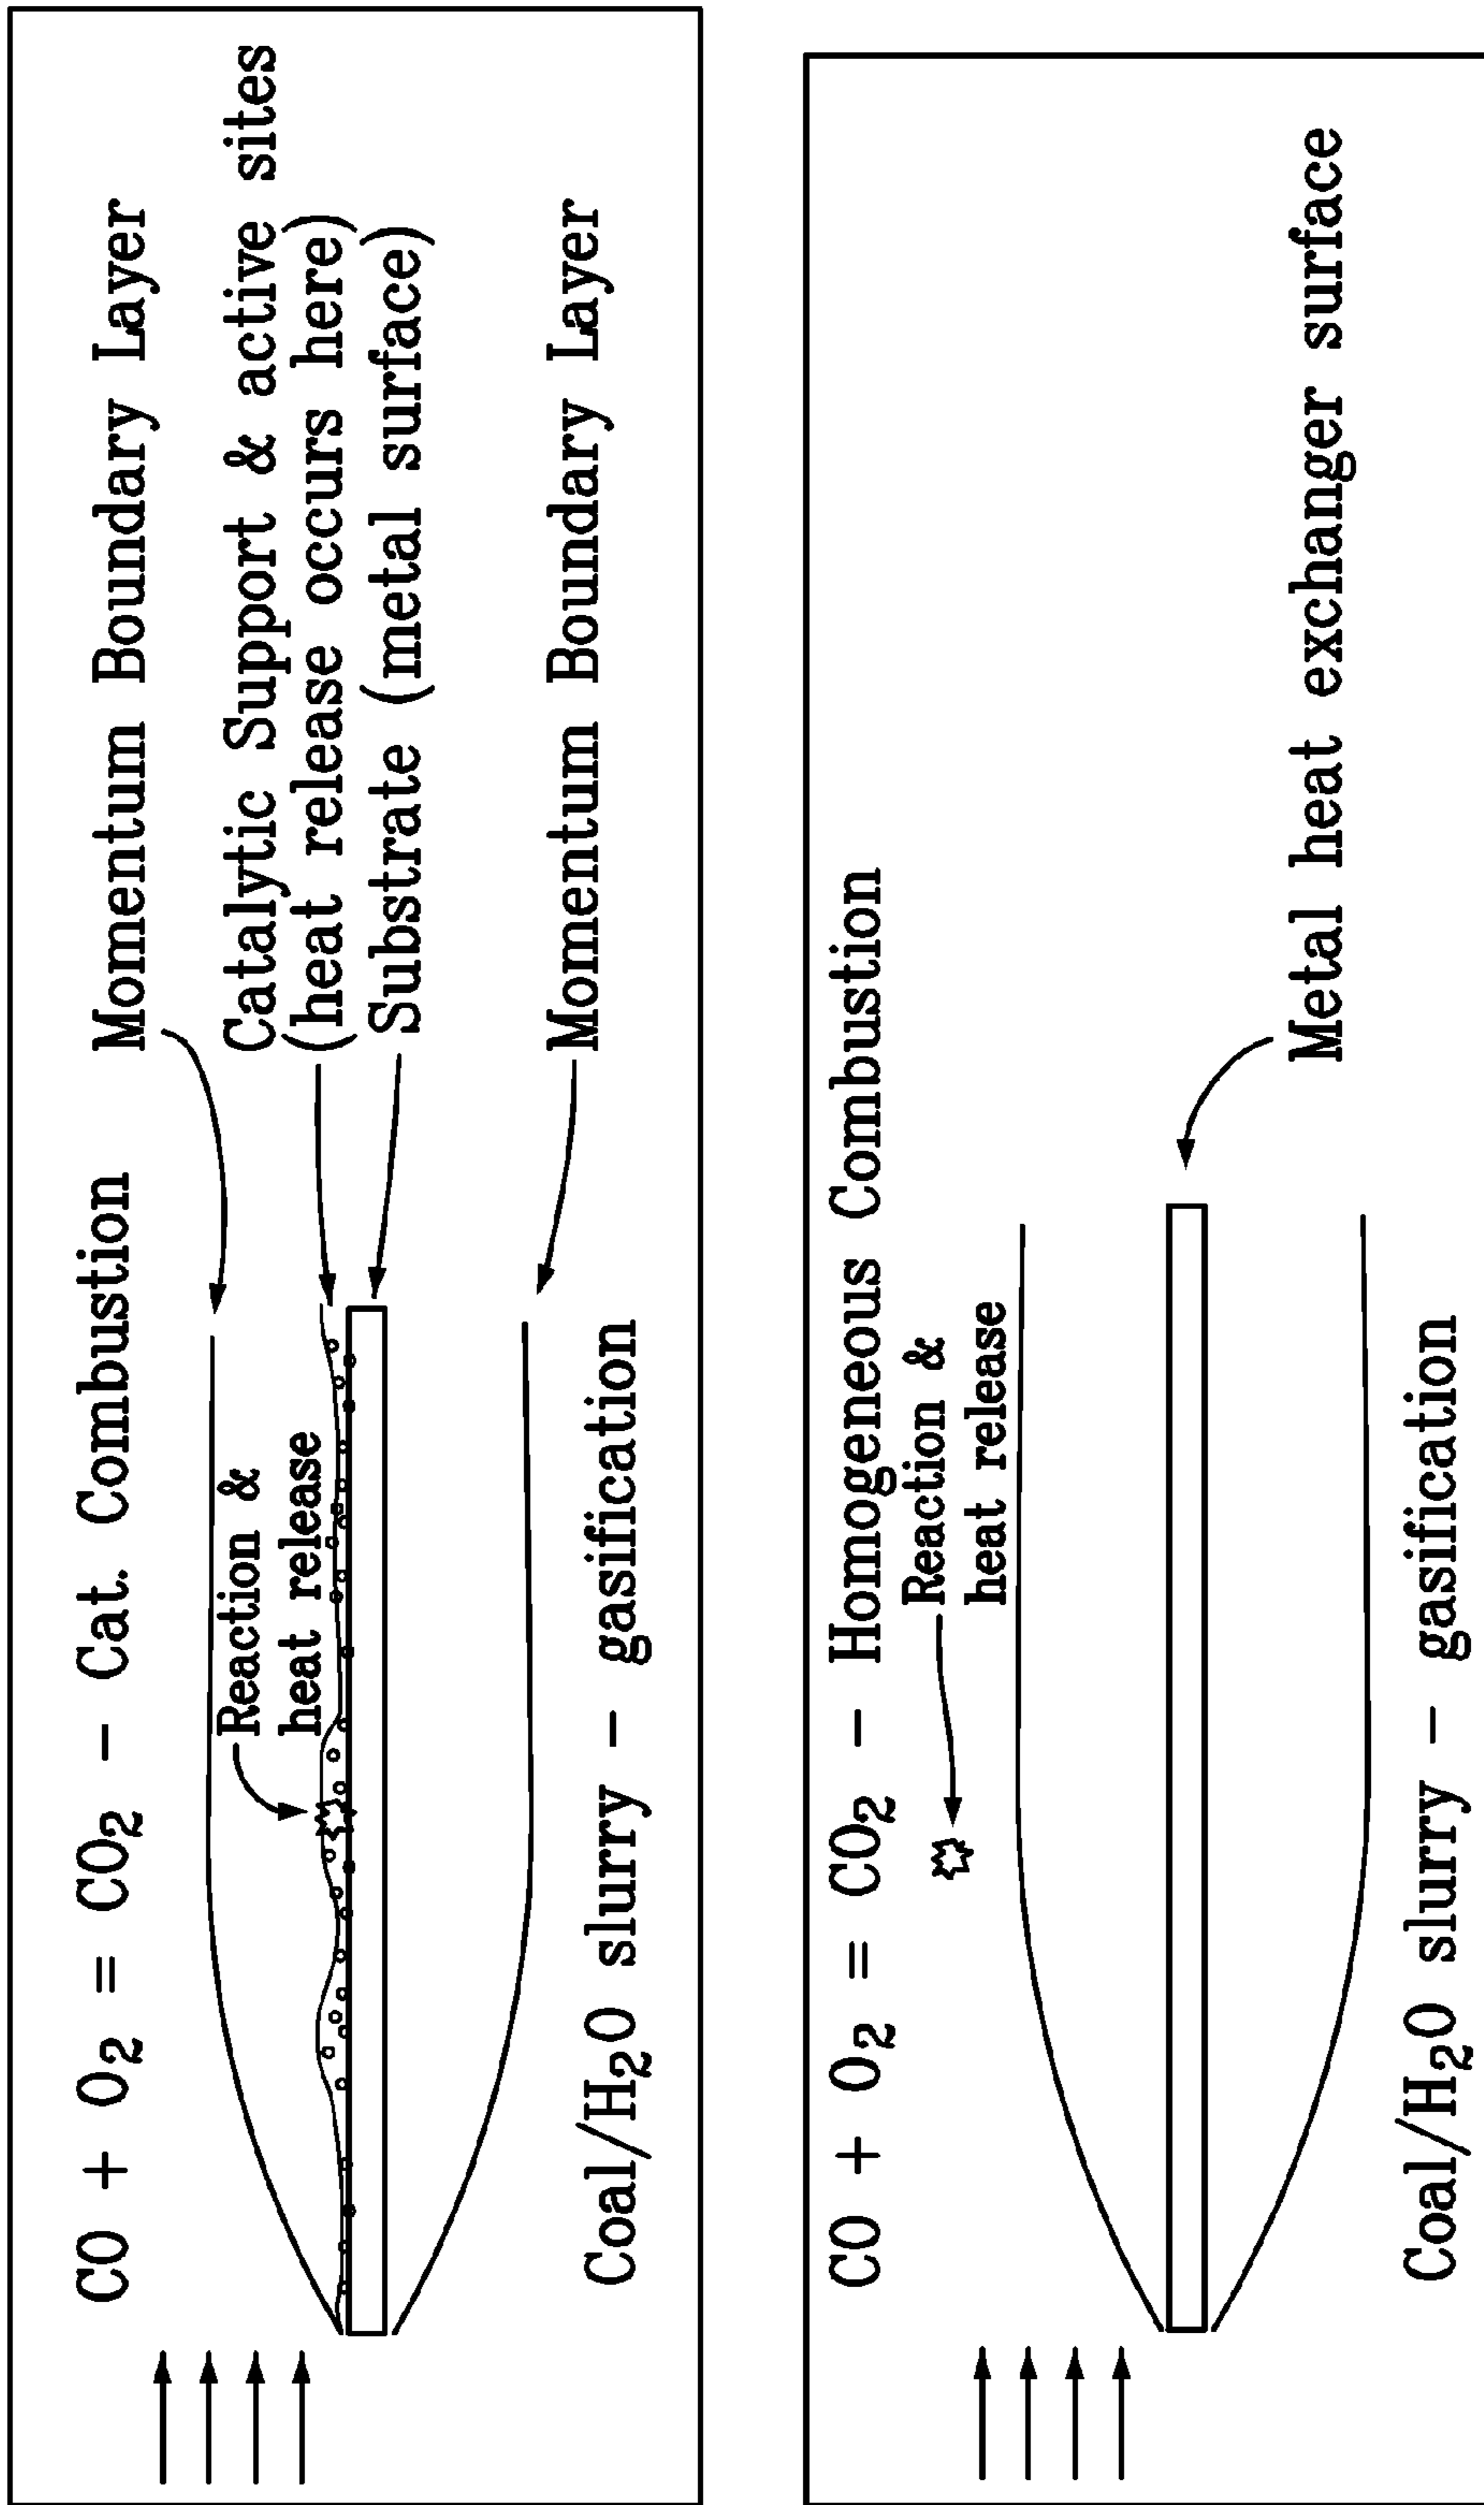 CO + O₂ = CO₂ - Cat. Combustion
Momentum Boundary Layer
Reaction &
heat release
Catalytic Support & active sites
(heat release occurs here)
Substrate (metal surface)
Momentum Boundary Layer
Coal/H₂O slurry - gasification
CO + O₂ = CO₂ - Homogeneous Combustion
Reaction &
heat release
Metal heat exchanger surface
Coal/H₂O slurry - gasification